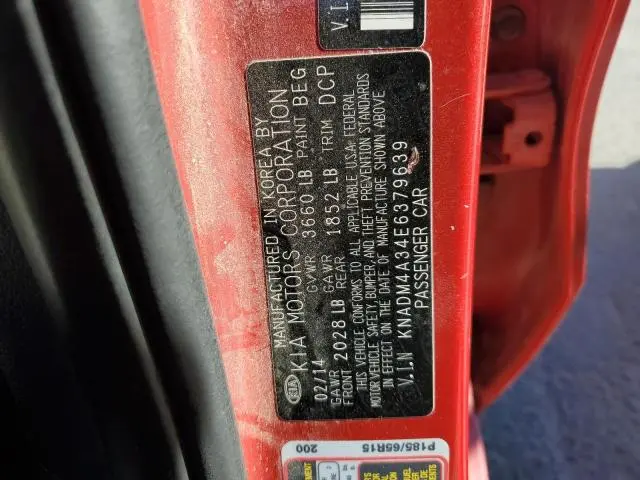 MANUFACTURED IN KOREA BY
KIA KIA MOTORS CORPORATION
02/14 GVWR 3660 LB PAINT BEG
GAWR FRONT 2028 LB GAWR REAR 1852 LB TRIM DCP
THIS VEHICLE CONFORMS TO ALL APPLICABLE U.S.A. FEDERAL
MOTOR VEHICLE SAFETY, BUMPER, AND THEFT PREVENTION STANDARDS
IN EFFECT ON THE DATE OF MANUFACTURE SHOWN ABOVE
V.I.N KNADM4A34E6379639
PASSENGER CAR
P185/65R15
200